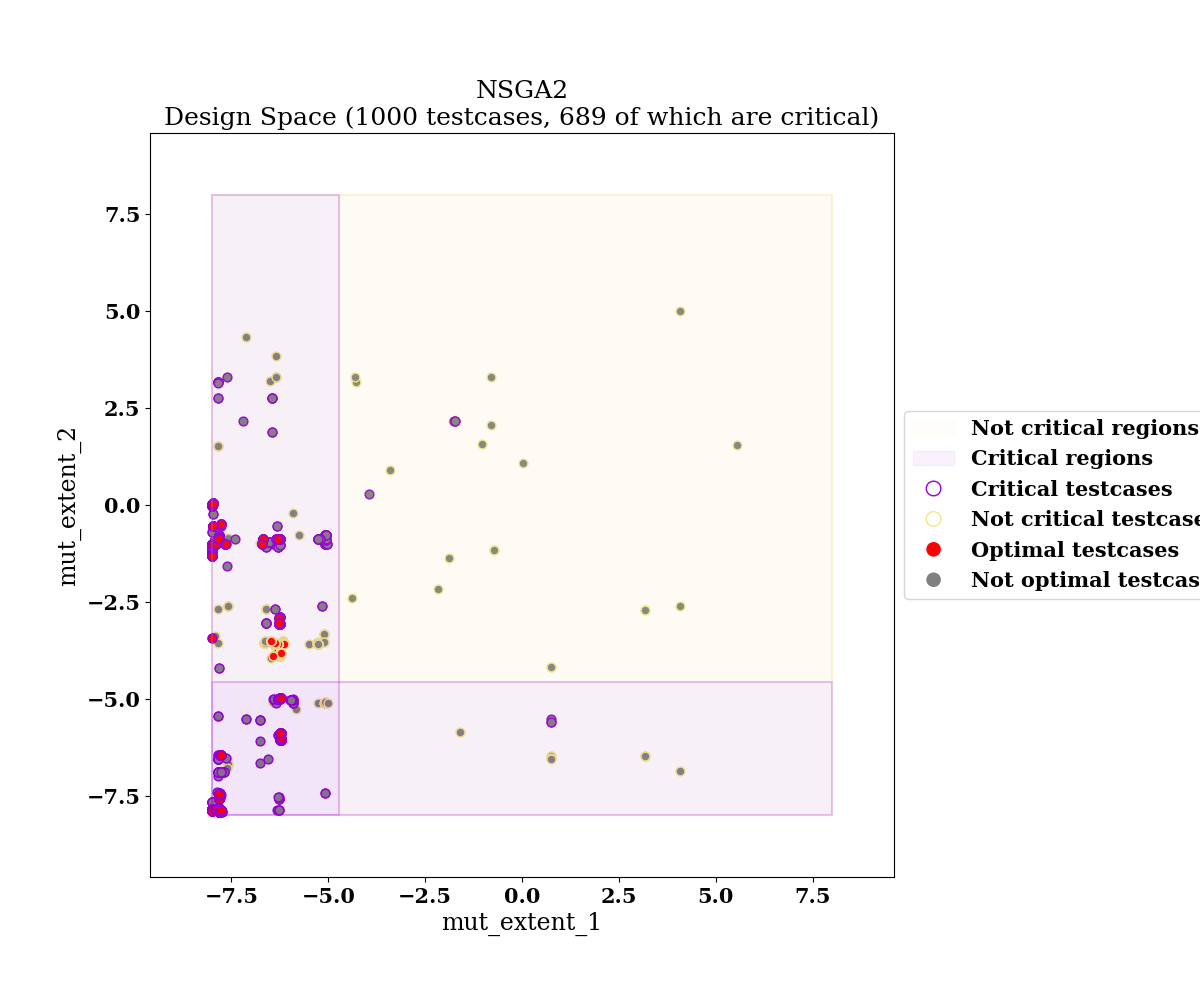 NSGA2
Design Space (1000 testcases, 689 of which are critical)
mut_extent_2
7.5
5.0
2.5
0.0
−2.5
−5.0
−7.5
−7.5
−5.0
−2.5
0.0
2.5
5.0
7.5
mut_extent_1
Not critical regions
Critical regions
Critical testcases
Not critical testcase
Optimal testcases
Not optimal testcas